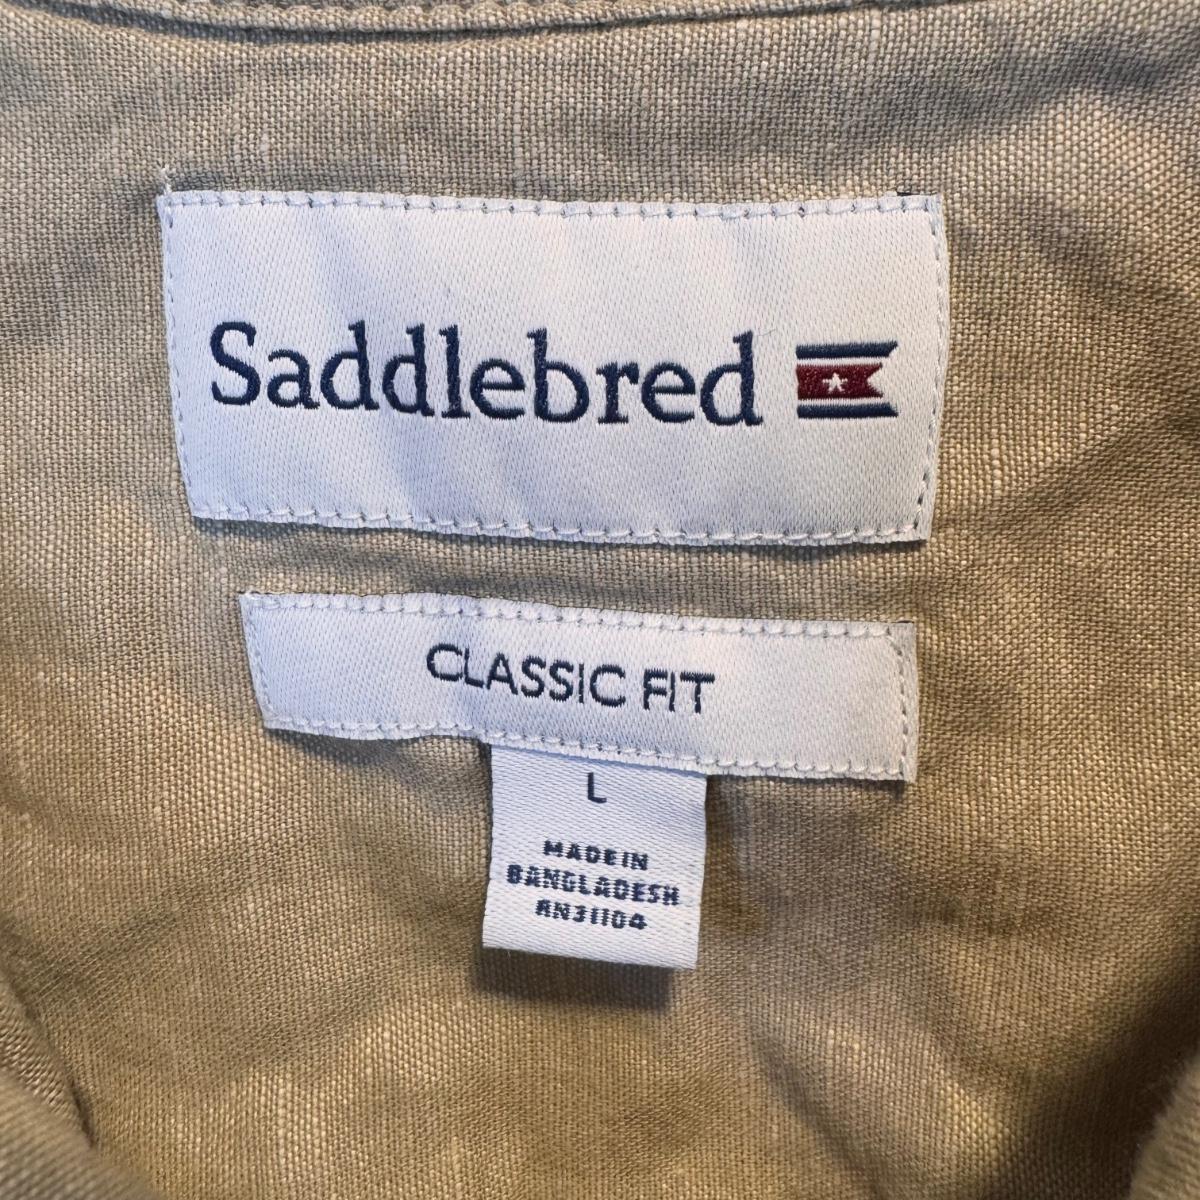 Saddlebred
CLASSIC FIT
L
MADE IN
BANGLADESH
RN31104